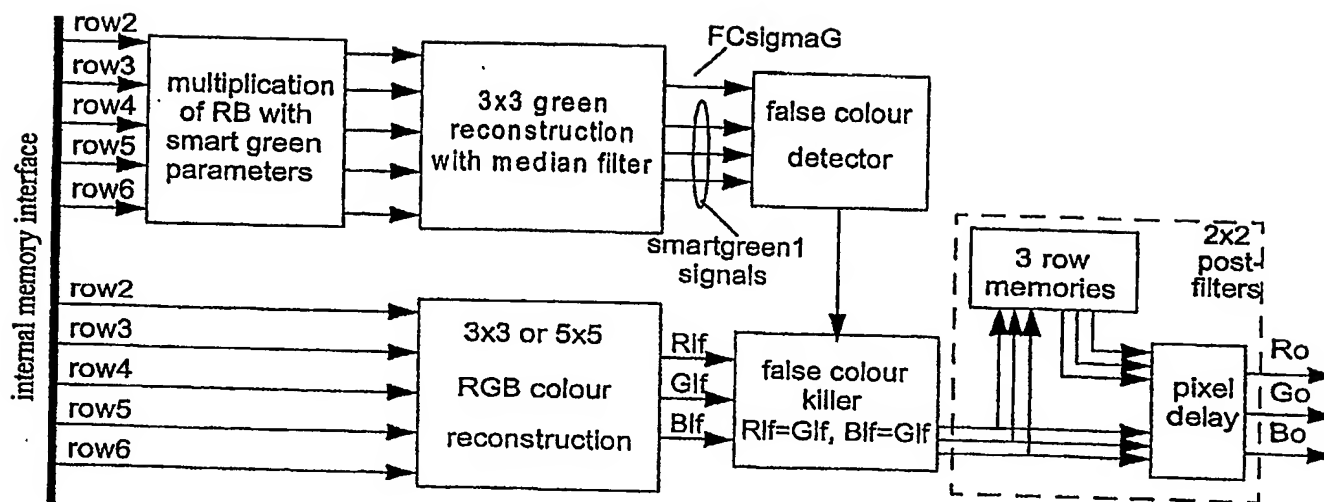 internal memory interface
row2
row3
row4
row5
row6
multiplication
of RB with
smart green
parameters
3x3 green
reconstruction
with median filter
FCsigmaG
smartgreen1
signals
false colour
detector
row2
row3
row4
row5
row6
3x3 or 5x5
RGB colour
reconstruction
Rlf
Glf
Blf
false colour
killer
Rlf=Glf, Blf=Glf
3 row
memories
2x2
post-
filters
pixel
delay
Ro
Go
Bo